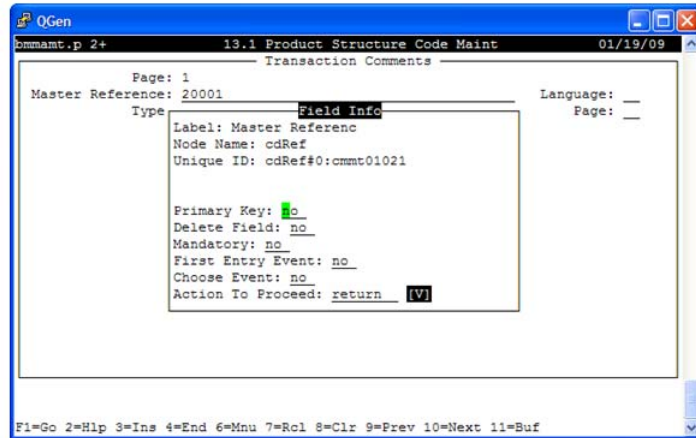 QGen
bmmamt.p 2+ 13.1 Product Structure Code Maint 01/19/09
Transaction Comments
Page: 1
Master Reference: 20001 Language:
Type Field Info Page:
Label: Master Referenc
Node Name: cdRef
Unique ID: cdRef#0:cmmt01021
Primary Key: no
Delete Field: no
Mandatory: no
First Entry Event: no
Choose Event: no
Action To Proceed: return [V]
F1=Go 2=Hlp 3=Ins 4=End 6=Mnu 7=Rcl 8=Clr 9=Prev 10=Next 11=Buf